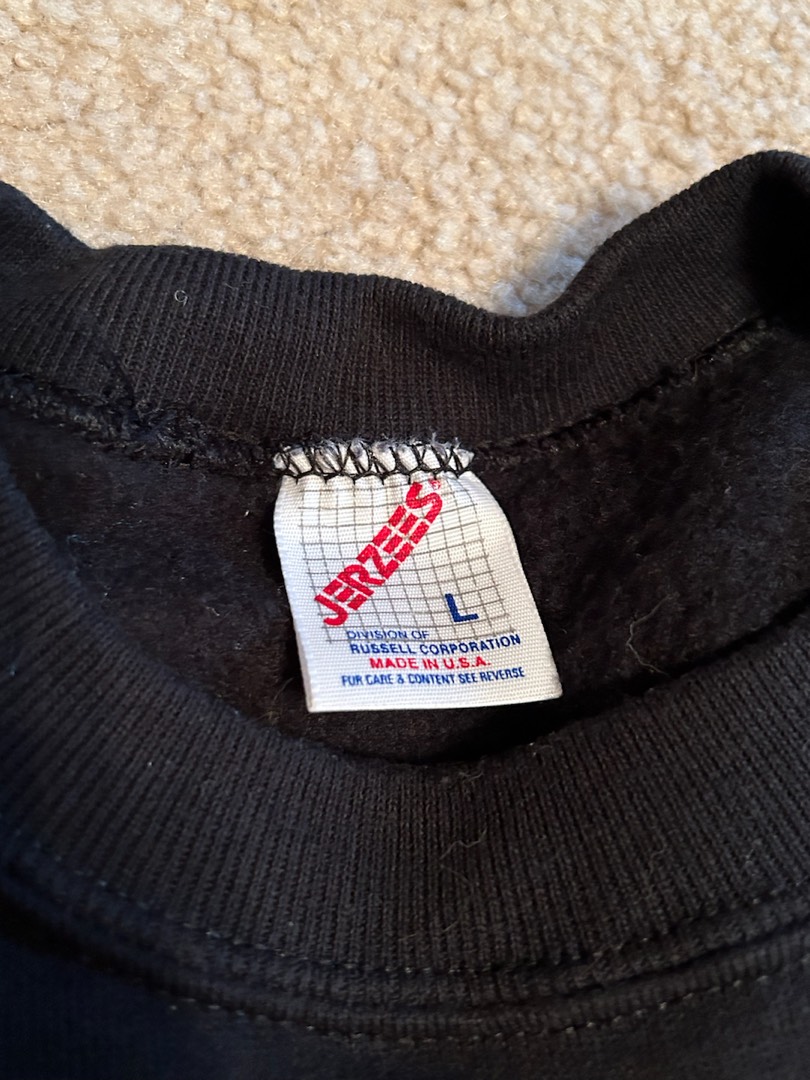 JERZEES®
L
DIVISION OF
RUSSELL CORPORATION
MADE IN U.S.A.
FOR CARE & CONTENT SEE REVERSE